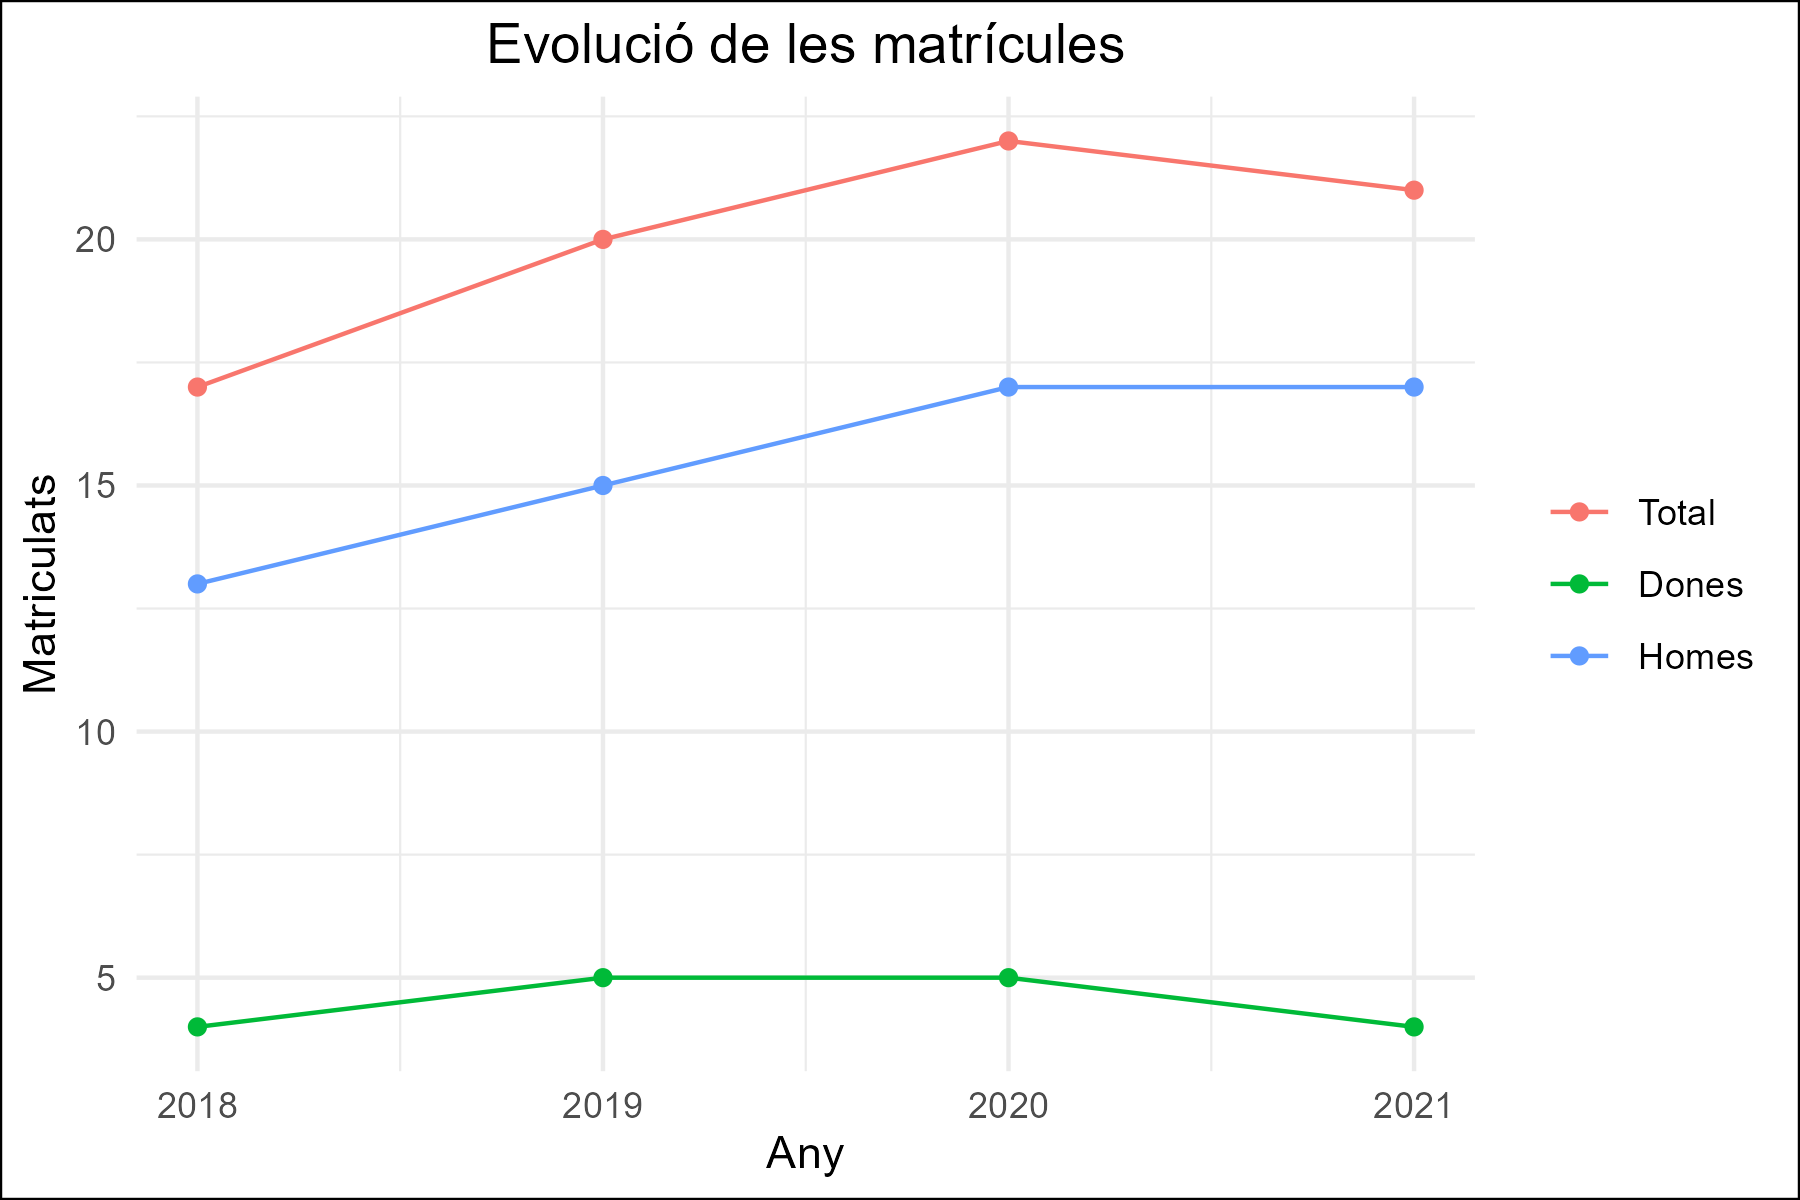 Evolució de les matrícules
Matriculats
20
15
10
5
2018 2019 2020 2021
Any
Total
Dones
Homes